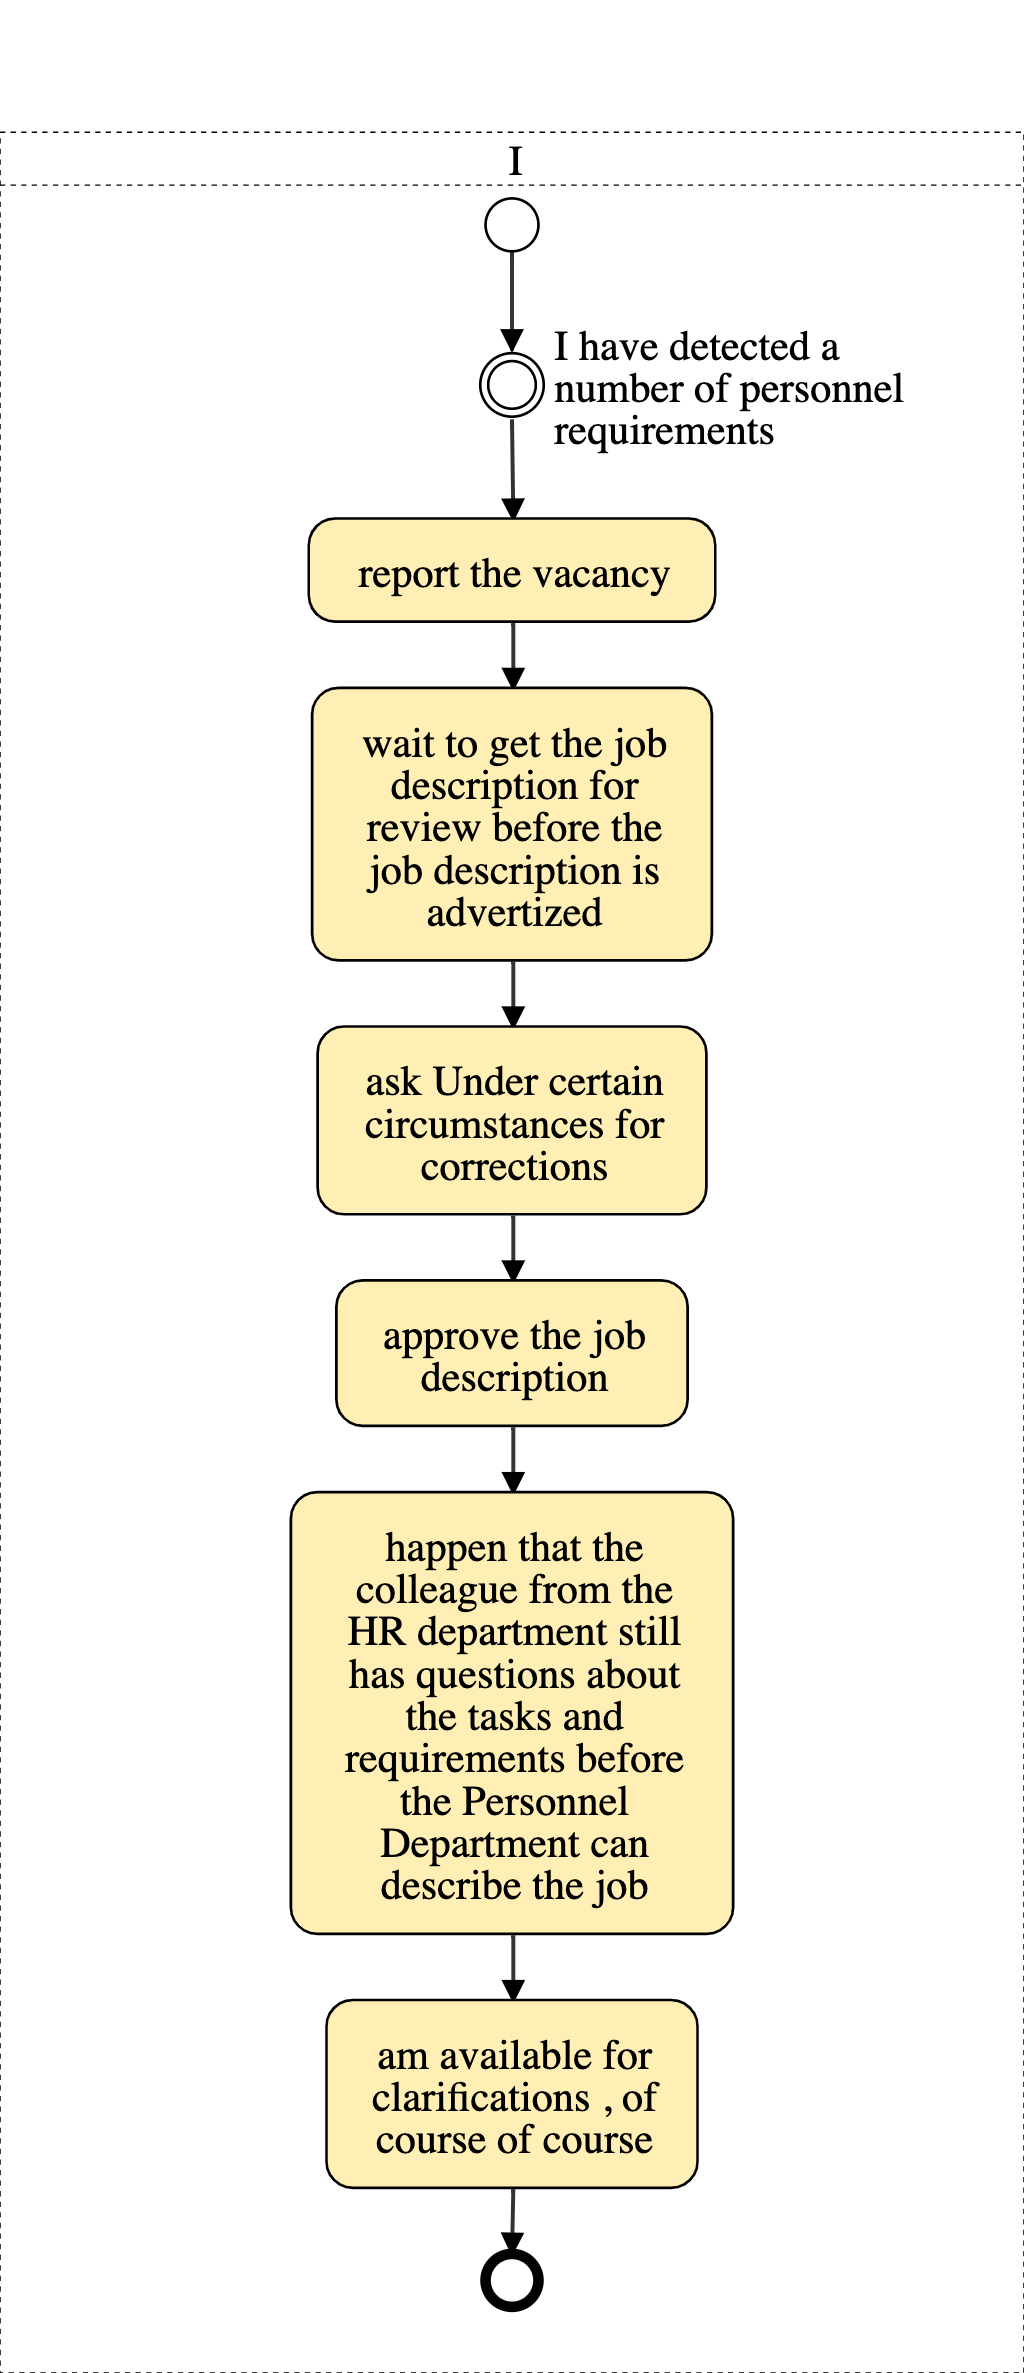 I
I have detected a
number of personnel
requirements
report the vacancy
wait to get the job
description for
review before the
job description is
advertized
ask Under certain
circumstances for
corrections
approve the job
description
happen that the
colleague from the
HR department still
has questions about
the tasks and
requirements before
the Personnel
Department can
describe the job
am available for
clarifications , of
course of course